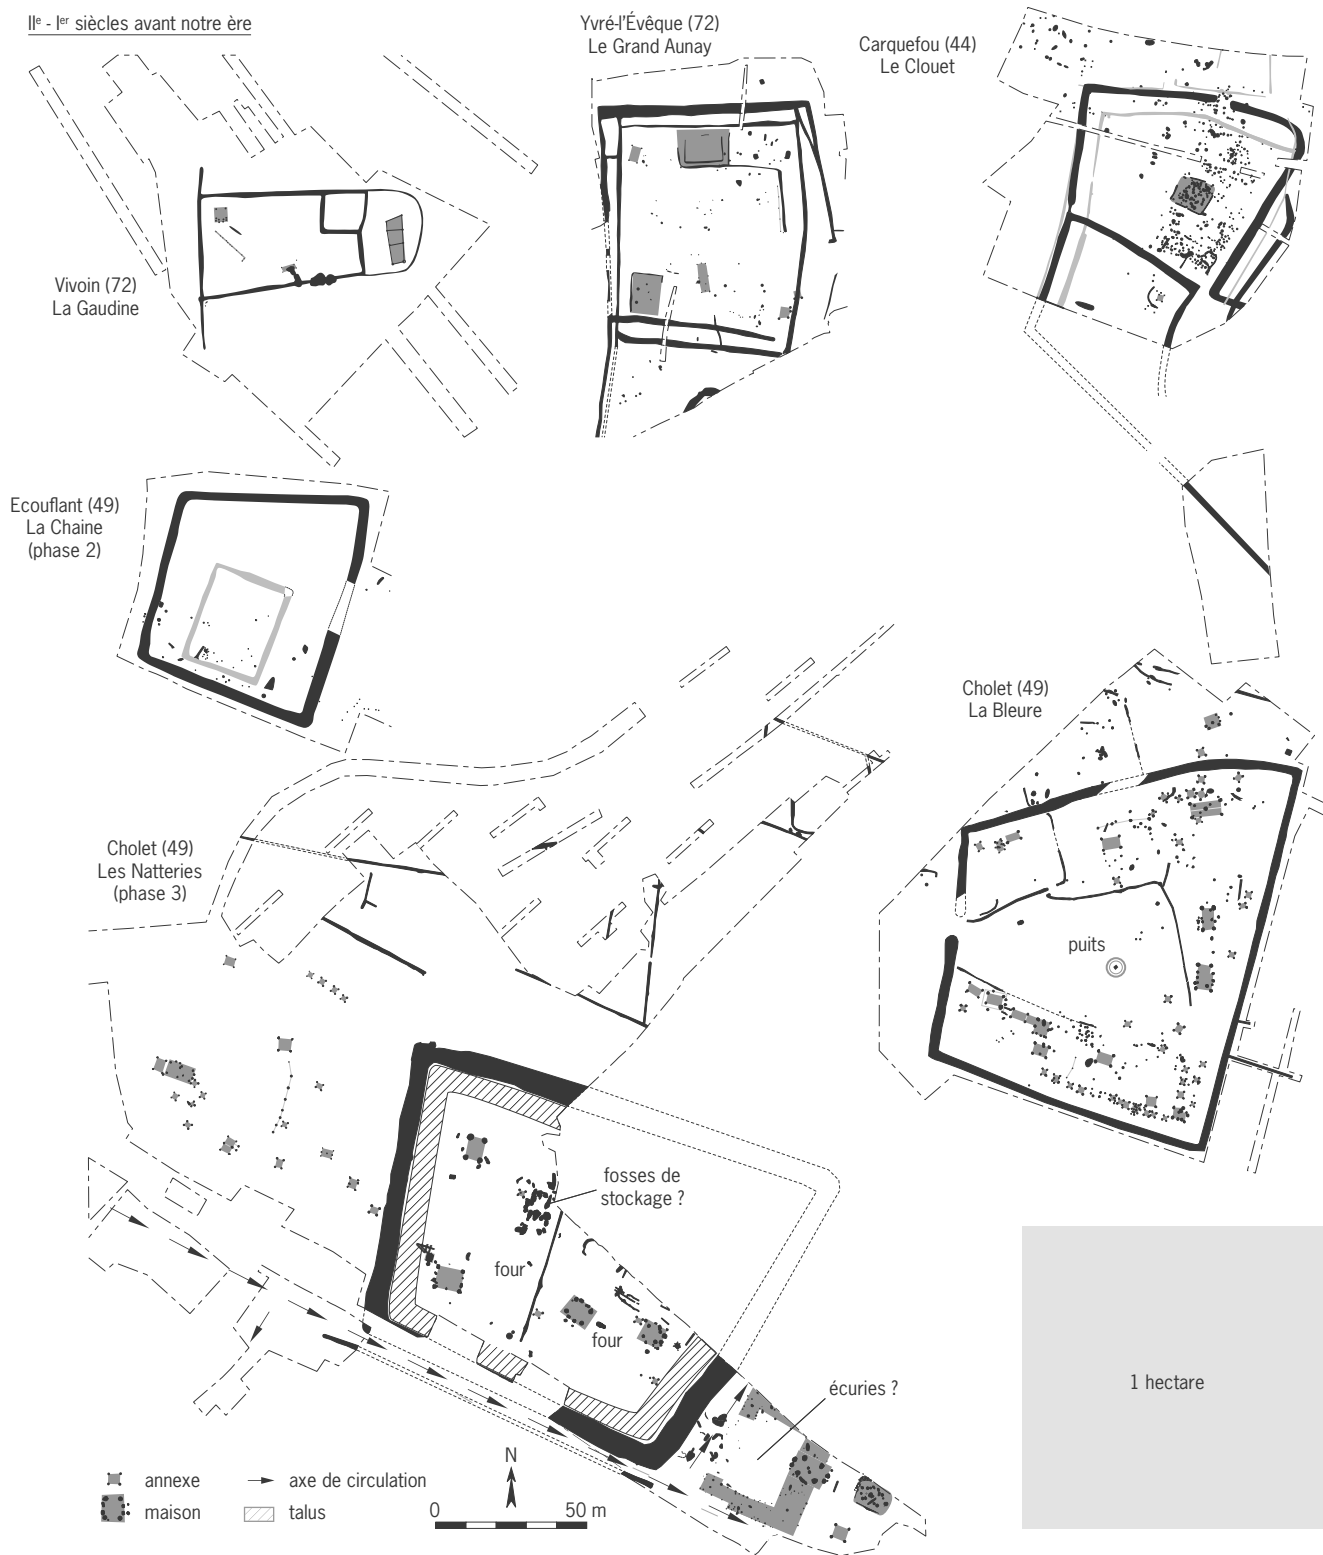 IIe - Ier siècles avant notre ère
Yvré-l'Évêque (72)
Le Grand Aunay
Carquefou (44)
Le Clouet
Vivoin (72)
La Gaudine
Ecouflant (49)
La Chaine
(phase 2)
Cholet (49)
La Bleure
Cholet (49)
Les Natteries
(phase 3)
puits
fosses de
stockage ?
four
four
écuries ?
1 hectare
annexe
axe de circulation
maison
talus
N
0 50 m